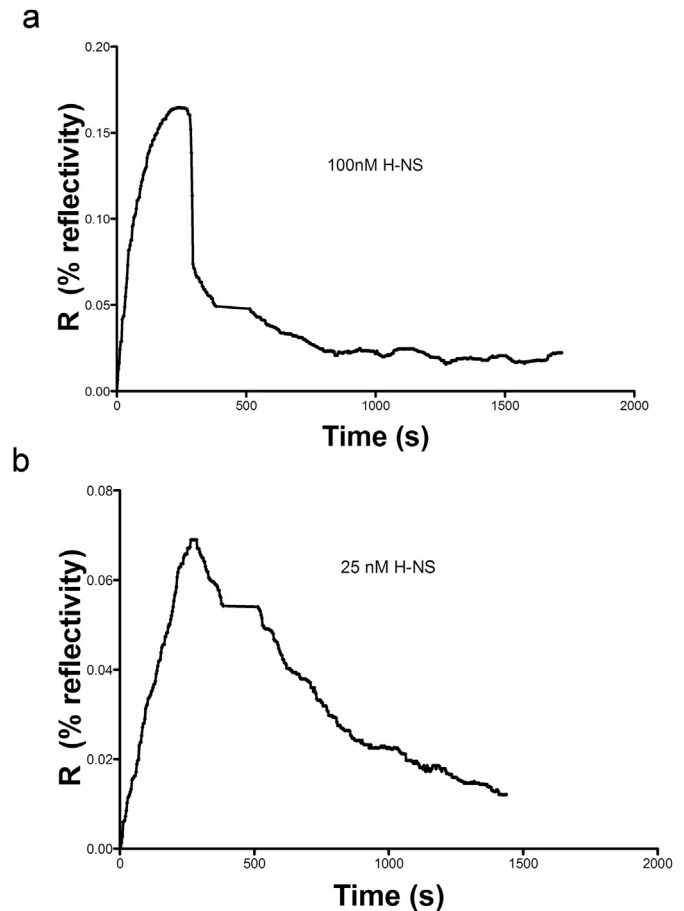 a
0.20
0.15
0.10
0.05
0.00
R (% reflectivity)
100nM H-NS
0 500 1000 1500 2000
Time (s)
b
0.08
0.06
0.04
0.02
0.00
R (% reflectivity)
25 nM H-NS
0 500 1000 1500 2000
Time (s)